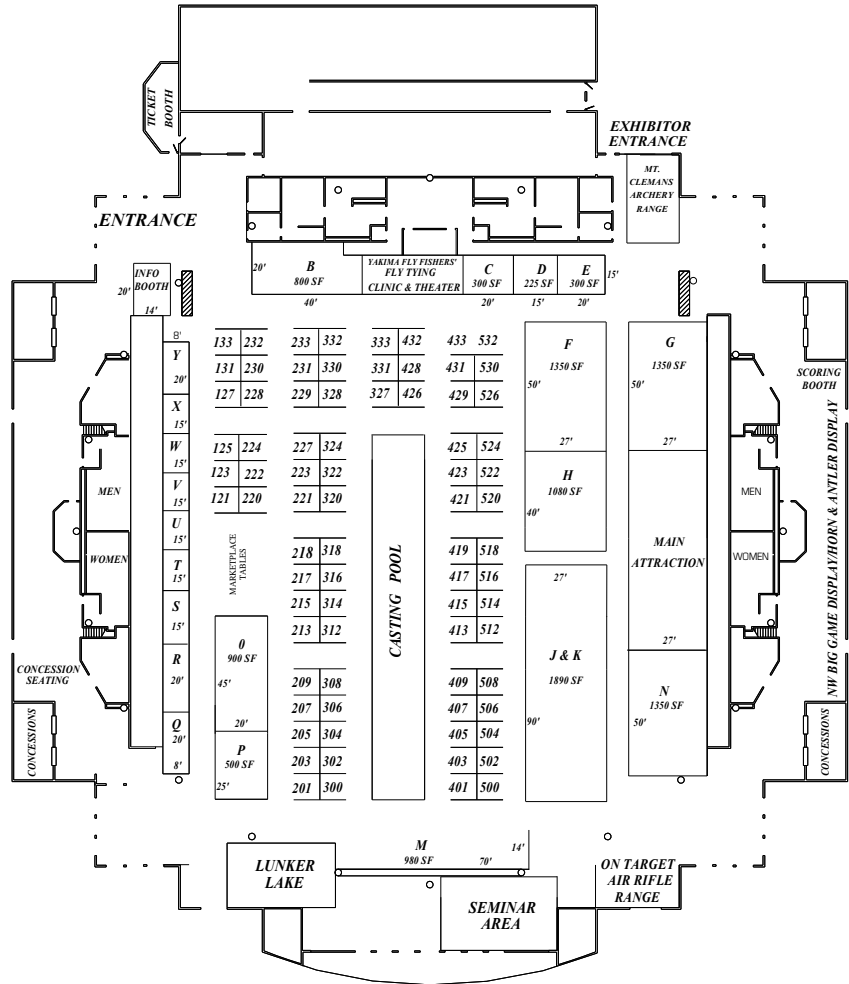 TICKET
BOOTH
EXHIBITOR
ENTRANCE
MT.
CLEMANS
ARCHERY
RANGE
ENTRANCE
INFO
BOOTH
20'
14'
20'
B
800 SF
40'
YAKIMA FLY FISHERS'
FLY TYING
CLINIC & THEATER
C
300 SF
20'
D
225 SF
15'
E
300 SF
20'
15'
8'
Y
20'
X
15'
W
15'
V
15'
U
15'
T
15'
S
15'
R
20'
Q
20'
8'
133 232
131 230
127 228
125 224
123 222
121 220
MARKETPLACE
TABLES
0
900 SF
45'
20'
P
500 SF
25'
233 332
231 330
229 328
227 324
223 322
221 320
218 318
217 316
215 314
213 312
209 308
207 306
205 304
203 302
201 300
333 432
331 428
327 426
CASTING POOL
433 532
431 530
429 526
425 524
423 522
421 520
419 518
417 516
415 514
413 512
409 508
407 506
405 504
403 502
401 500
F
1350 SF
50'
27'
H
1080 SF
40'
27'
J & K
1890 SF
90'
G
1350 SF
50'
27'
MAIN
ATTRACTION
27'
N
1350 SF
50'
MEN
WOMEN
CONCESSION
SEATING
CONCESSIONS
SCORING
BOOTH
NW BIG GAME DISPLAY/HORN & ANTLER DISPLAY
MEN
WOMEN
CONCESSIONS
M
980 SF
70'
14'
LUNKER
LAKE
SEMINAR
AREA
ON TARGET
AIR RIFLE
RANGE